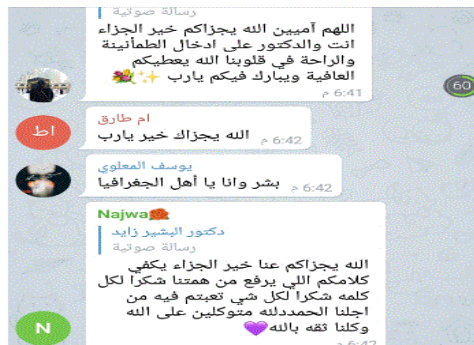 رسالة صوتية
اللهم آميين الله يجزاكم خير الجزاء
انت والدكتور على ادخال الطمأنينة
والراحة في قلوبنا الله يعطيكم
العافية ويبارك فيكم يارب ✨💐
6:41 م
60
ام طارق
اط
الله يجزاك خير يارب
6:42 م
يوسف المعلوي
بشر وانا يا أهل الجغرافيا
6:42 م
Najwa🌹
دكتور البشير زايد
رسالة صوتية
الله يجزاكم عنا خير الجزاء يكفي
كلامكم اللي يرفع من همتنا شكرا لكل
كلمه شكرا لكل شي تعبتم فيه من
اجلنا الحمددلله متوكلين على الله
وكلنا ثقه بالله💜
N
6:42 م